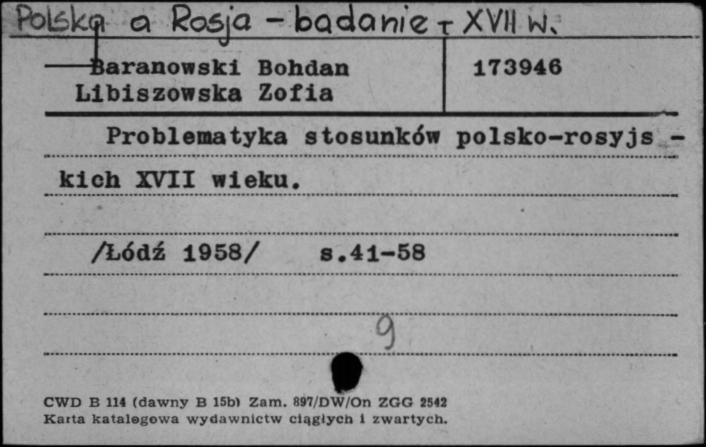 Polska a Rosja - badanie - XVII w.
Baranowski Bohdan 173946
Libiszowska Zofia
Problematyka stosunków polsko-rosyjs -
kich XVII wieku.
/Łódź 1958/ s.41-58
9
CWD B 114 (dawny B 15b) Zam. 897/DW/On ZGG 2542
Karta katalogowa wydawnictw ciągłych i zwartych.